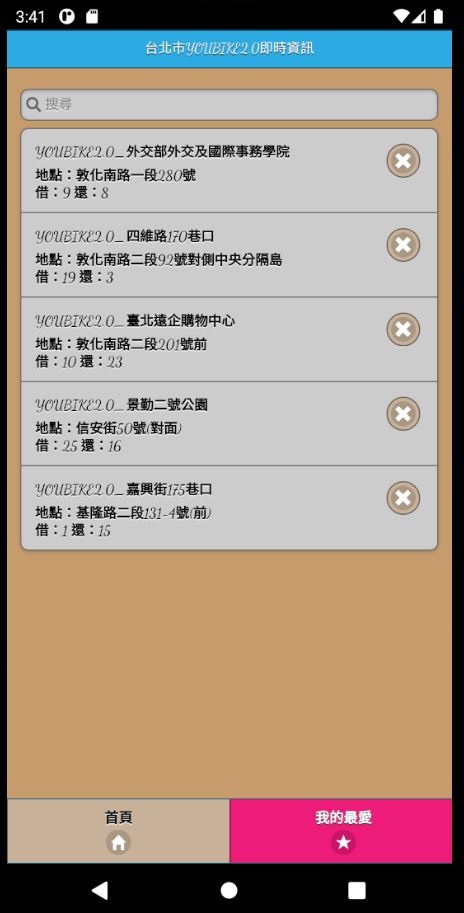 3:41
台北市YOUBIKE2.0即時資訊
搜尋
YOUBIKE2.0_外交部外交及國際事務學院
地點：敦化南路一段280號
借：9 還：8
YOUBIKE2.0_四維路170巷口
地點：敦化南路二段92號對側中央分隔島
借：19 還：3
YOUBIKE2.0_臺北遠企購物中心
地點：敦化南路二段201號前
借：10 還：23
YOUBIKE2.0_景勤二號公園
地點：信安街50號(對面)
借：25 還：16
YOUBIKE2.0_嘉興街175巷口
地點：基隆路二段131-4號(前)
借：1 還：15
首頁
我的最愛